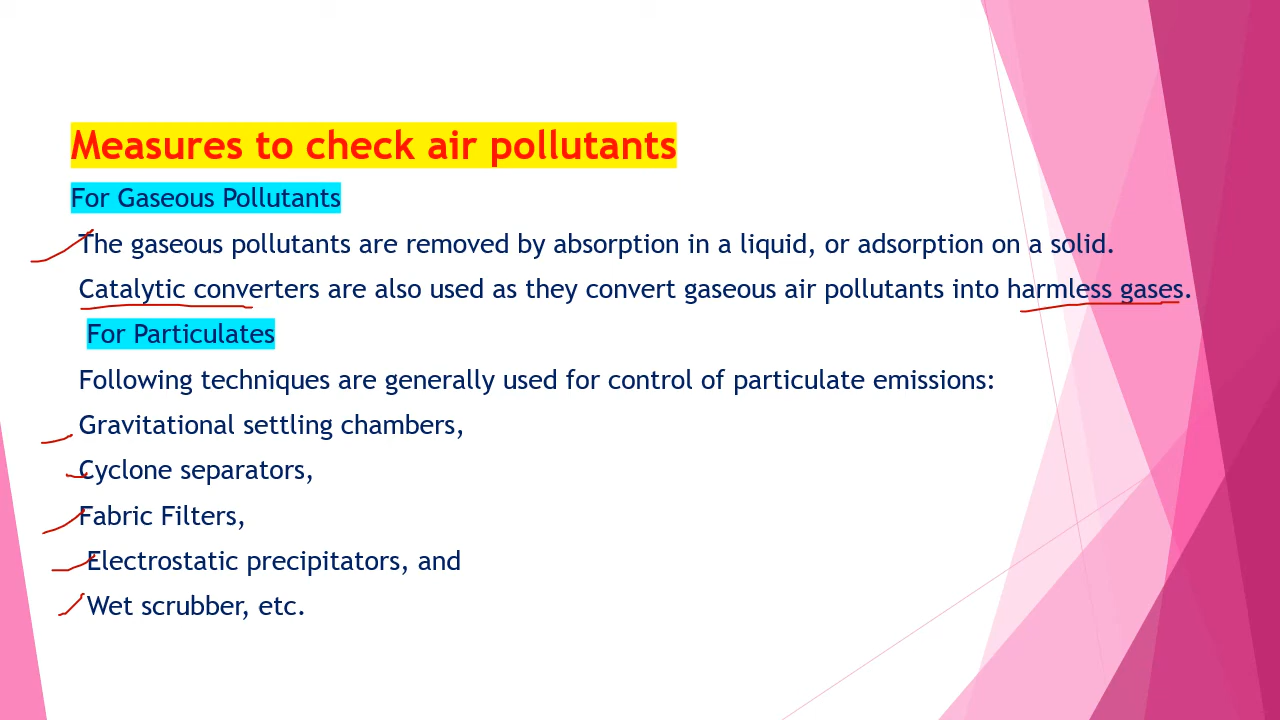 Measures to check air pollutants
For Gaseous Pollutants
The gaseous pollutants are removed by absorption in a liquid, or adsorption on a solid.
Catalytic converters are also used as they convert gaseous air pollutants into harmless gases.
For Particulates
Following techniques are generally used for control of particulate emissions:
Gravitational settling chambers,
Cyclone separators,
Fabric Filters,
Electrostatic precipitators, and
Wet scrubber, etc.